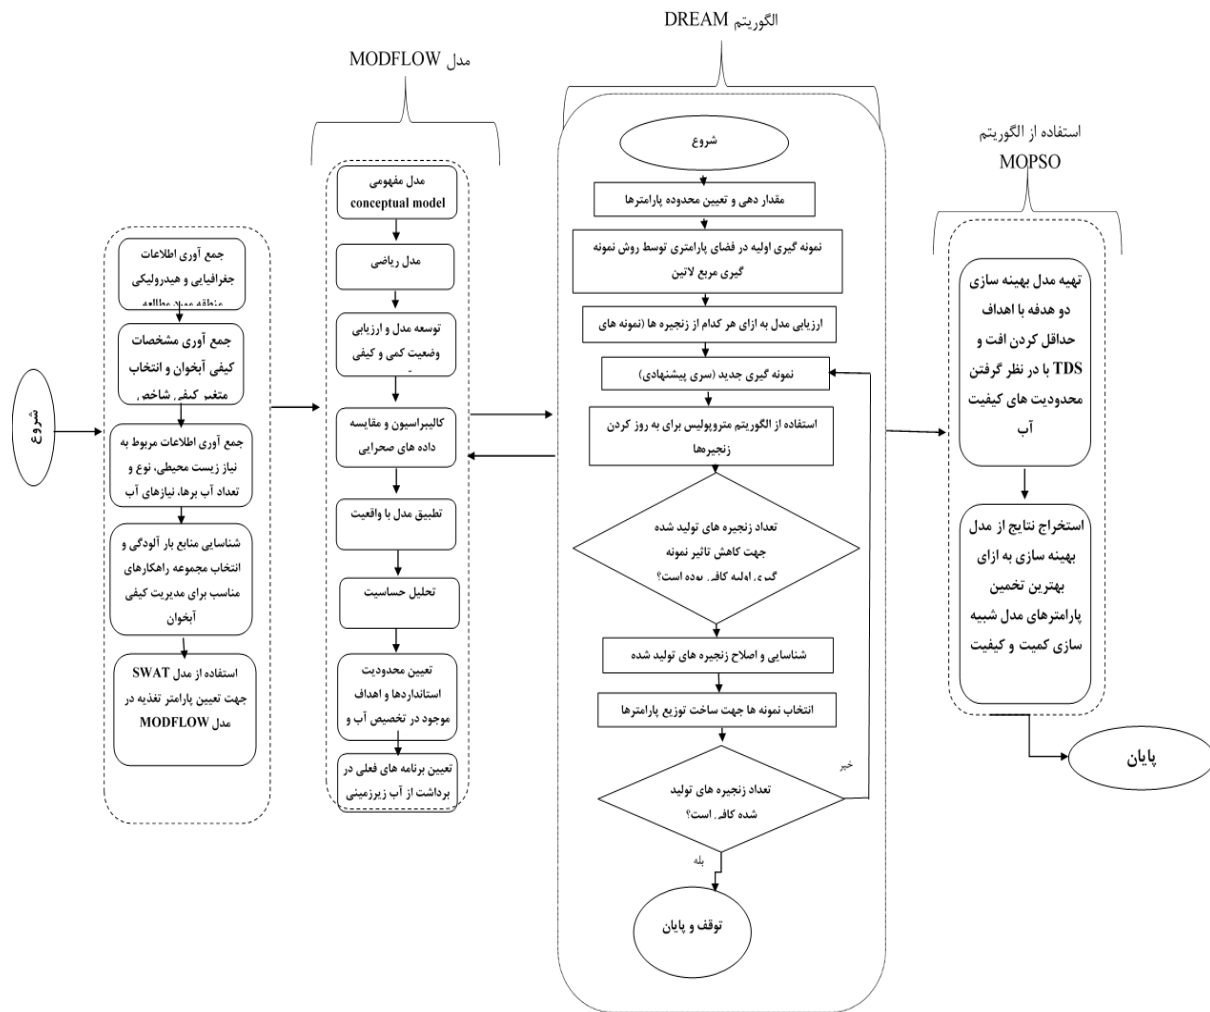 شروع
جمع آوری اطلاعات
جغرافیایی و هیدرولیکی
منطقه مورد مطالعه
جمع آوری مشخصات
کیفی آبخوان و انتخاب
متغیر کیفی شاخص
جمع آوری اطلاعات مربوط به
نیاز زیست محیطی، نوع و
تعداد آب برها، نیازهای آب
شناسایی منابع بار آلودگی و
انتخاب مجموعه راهکارهای
مناسب برای مدیریت کیفی
آبخوان
استفاده از مدل SWAT
جهت تعیین پارامتر تغذیه در
مدل MODFLOW
مدل MODFLOW
مدل مفهومی
conceptual model
مدل ریاضی
توسعه مدل و ارزیابی
وضعیت کمی و کیفی
کالیبراسیون و مقایسه
داده های صحرایی
تطبیق مدل با واقعیت
تحلیل حساسیت
تعیین محدودیت
استانداردها و اهداف
موجود در تخصیص آب و
تعیین برنامه های فعلی در
برداشت از آب زیرزمینی
الگوریتم DREAM
شروع
مقدار دهی و تعیین محدوده پارامترها
نمونه گیری اولیه در فضای پارامتری توسط روش نمونه
گیری مربع لاتین
ارزیابی مدل به ازای هر کدام از زنجیره ها (نمونه های
نمونه گیری جدید (سری پیشنهادی)
استفاده از الگوریتم متروپولیس برای به روز کردن
زنجیره‌ها
تعداد زنجیره های تولید شده
جهت کاهش تاثیر نمونه
گیری اولیه کافی بوده است؟
شناسایی و اصلاح زنجیره های تولید شده
انتخاب نمونه ها جهت ساخت توزیع پارامترها
تعداد زنجیره های تولید
شده کافی است؟
خیر
بله
توقف و پایان
استفاده از الگوریتم
MOPSO
تهیه مدل بهینه سازی
دو هدفه با اهداف
حداقل کردن افت و
TDS با در نظر گرفتن
محدودیت های کیفیت
آب
استخراج نتایج از مدل
بهینه سازی به ازای
بهترین تخمین
پارامترهای مدل شبیه
سازی کمیت و کیفیت
پایان